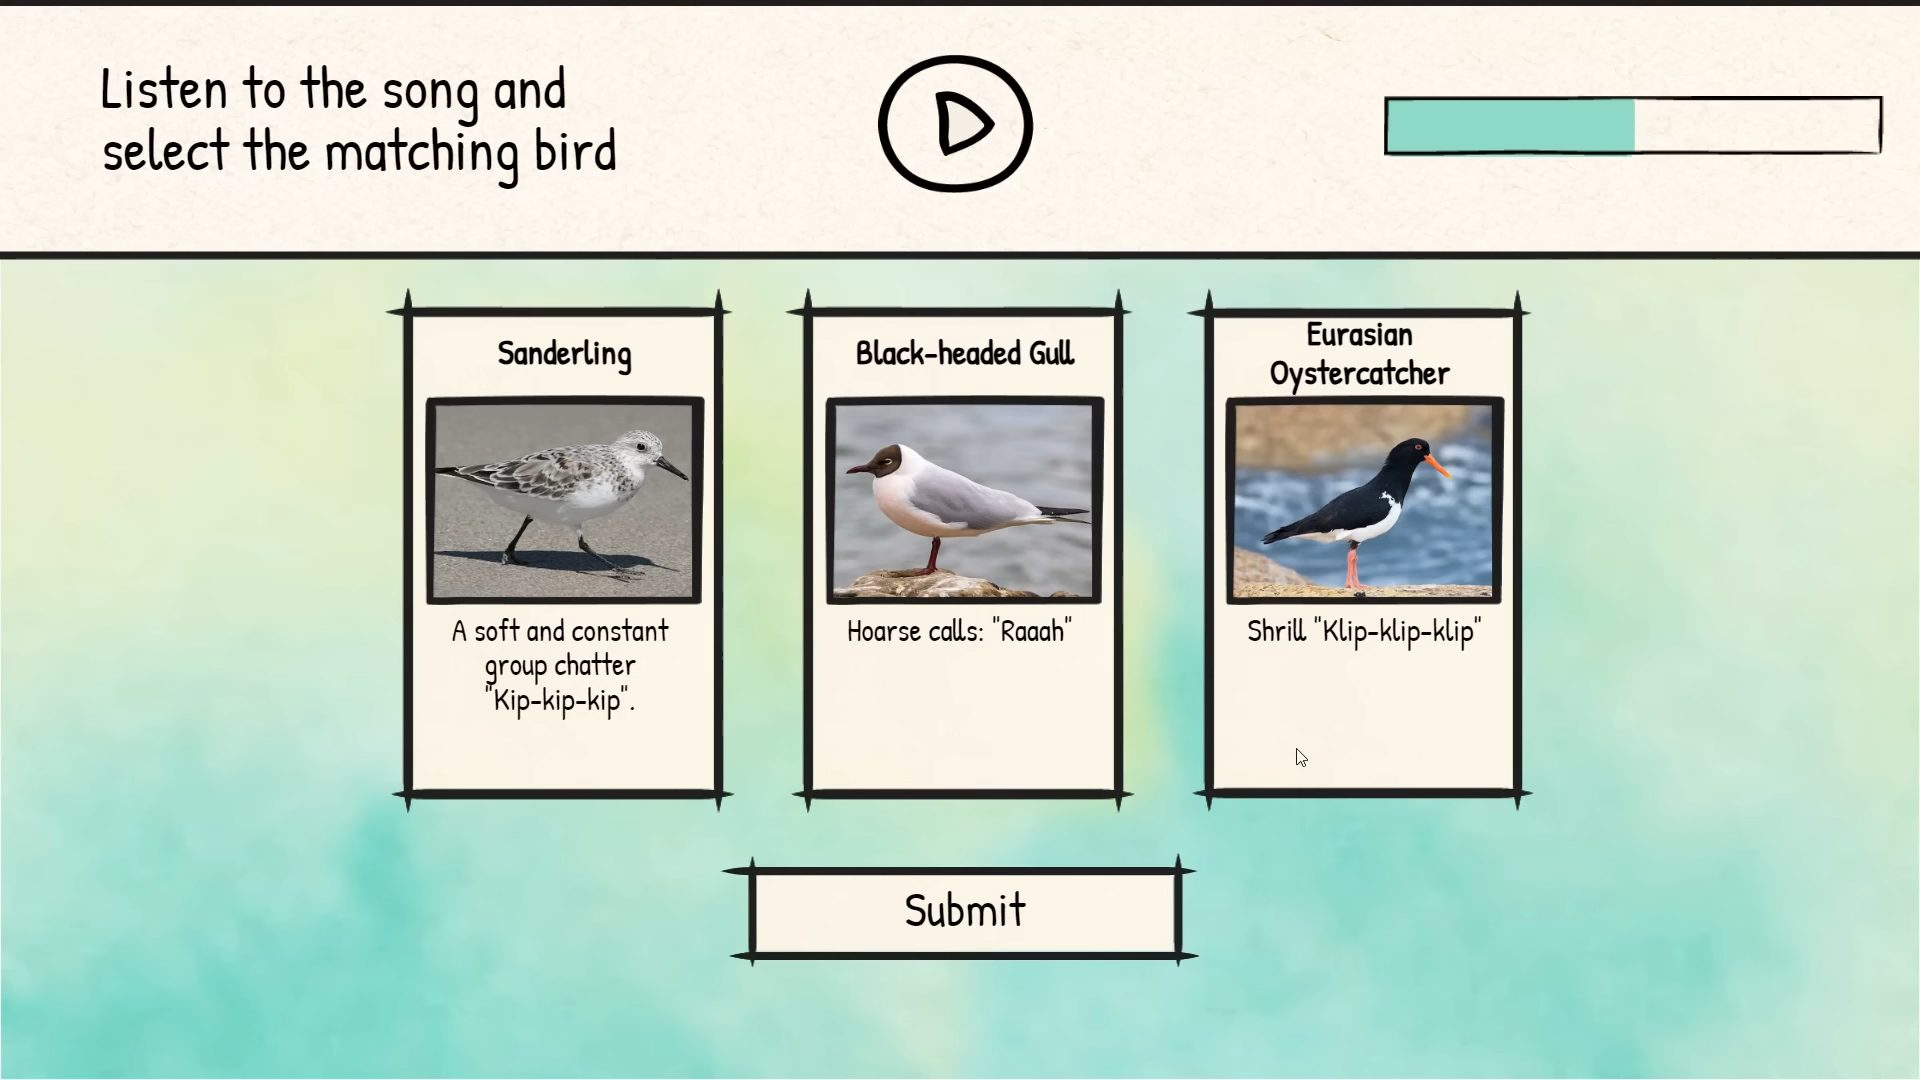 Listen to the song and
select the matching bird
Sanderling
A soft and constant
group chatter
"Kip-kip-kip".
Black-headed Gull
Hoarse calls: "Raaah"
Eurasian
Oystercatcher
Shrill "Klip-klip-klip"
Submit